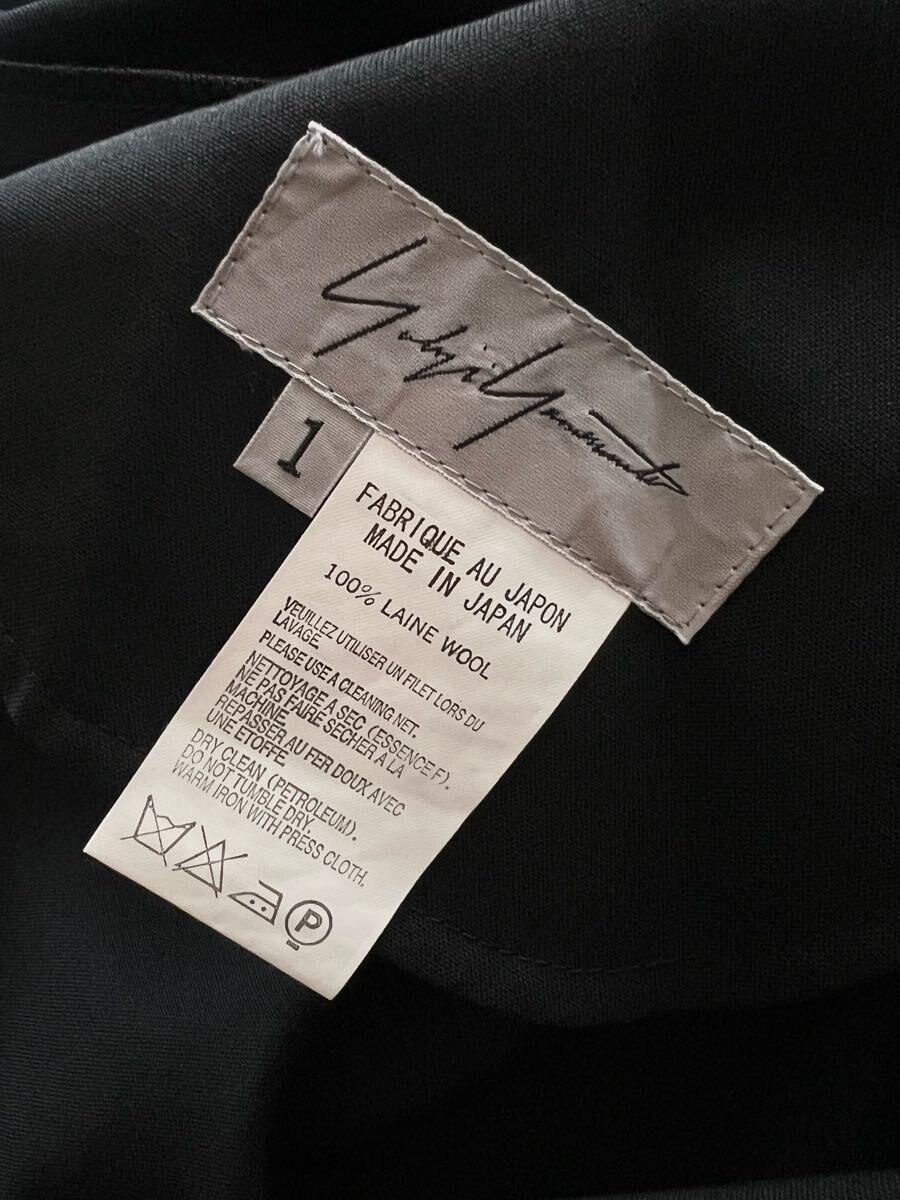 Yohji Yamamoto
1
FABRIQUE AU JAPON
MADE IN JAPAN
100% LAINE WOOL
VEUILLEZ UTILISER UN FILET LORS DU
LAVAGE.
PLEASE USE A CLEANING NET.
NETTOYAGE A SEC (ESSENCE F).
NE PAS FAIRE SECHER A LA
MACHINE.
REPASSER AU FER DOUX AVEC
UNE ETOFFE.
DRY CLEAN (PETROLEUM).
DO NOT TUMBLE DRY.
WARM IRON WITH PRESS CLOTH.
P